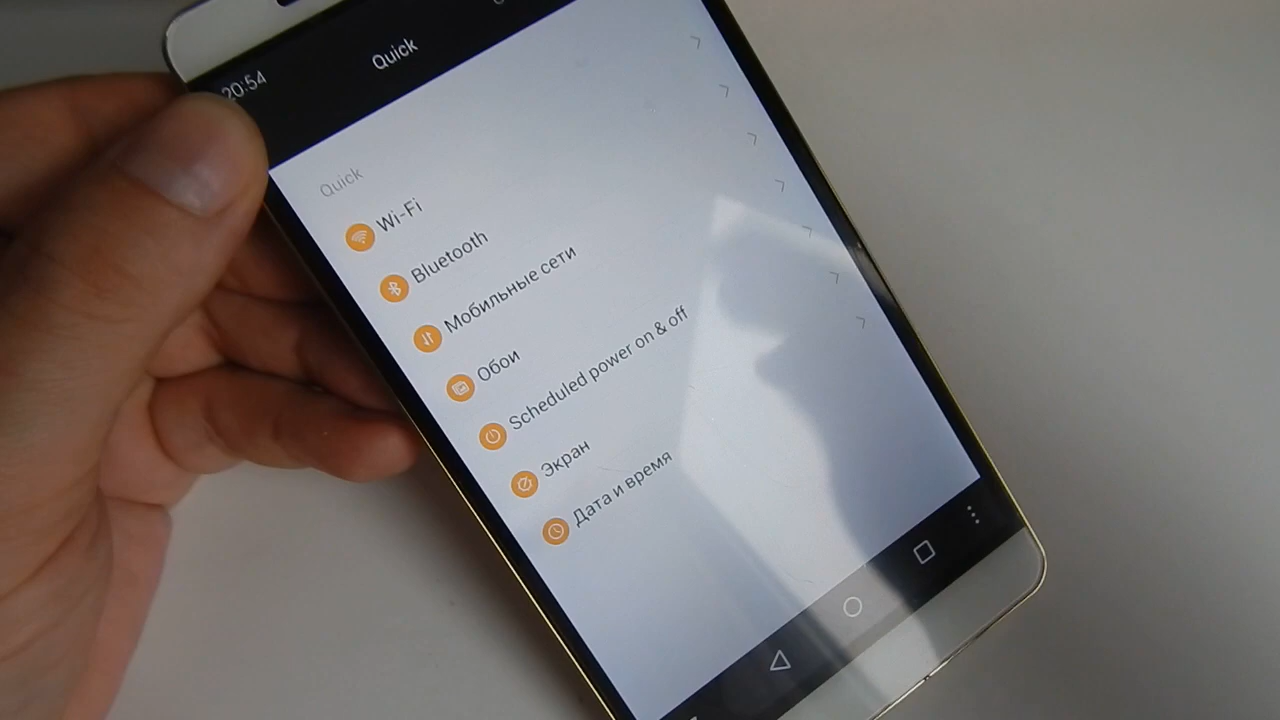 20:54
Quick
Quick
Wi-Fi
Bluetooth
Мобильные сети
Обои
Scheduled power on & off
Экран
Дата и время